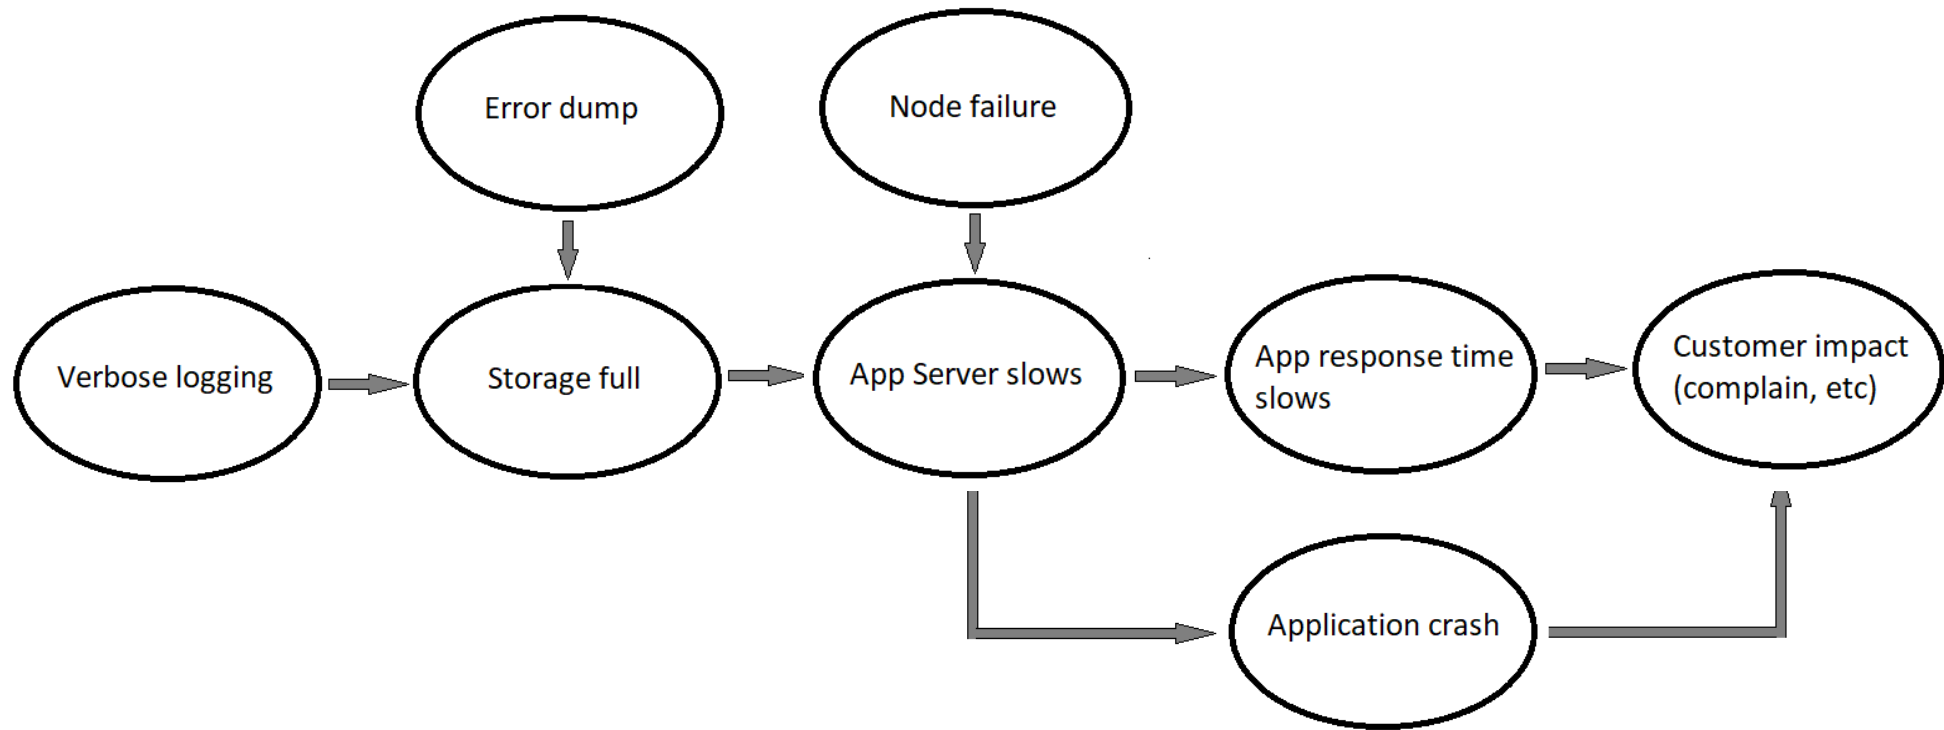 Error dump
Node failure
Verbose logging
Storage full
App Server slows
App response time
slows
Customer impact
(complain, etc)
Application crash